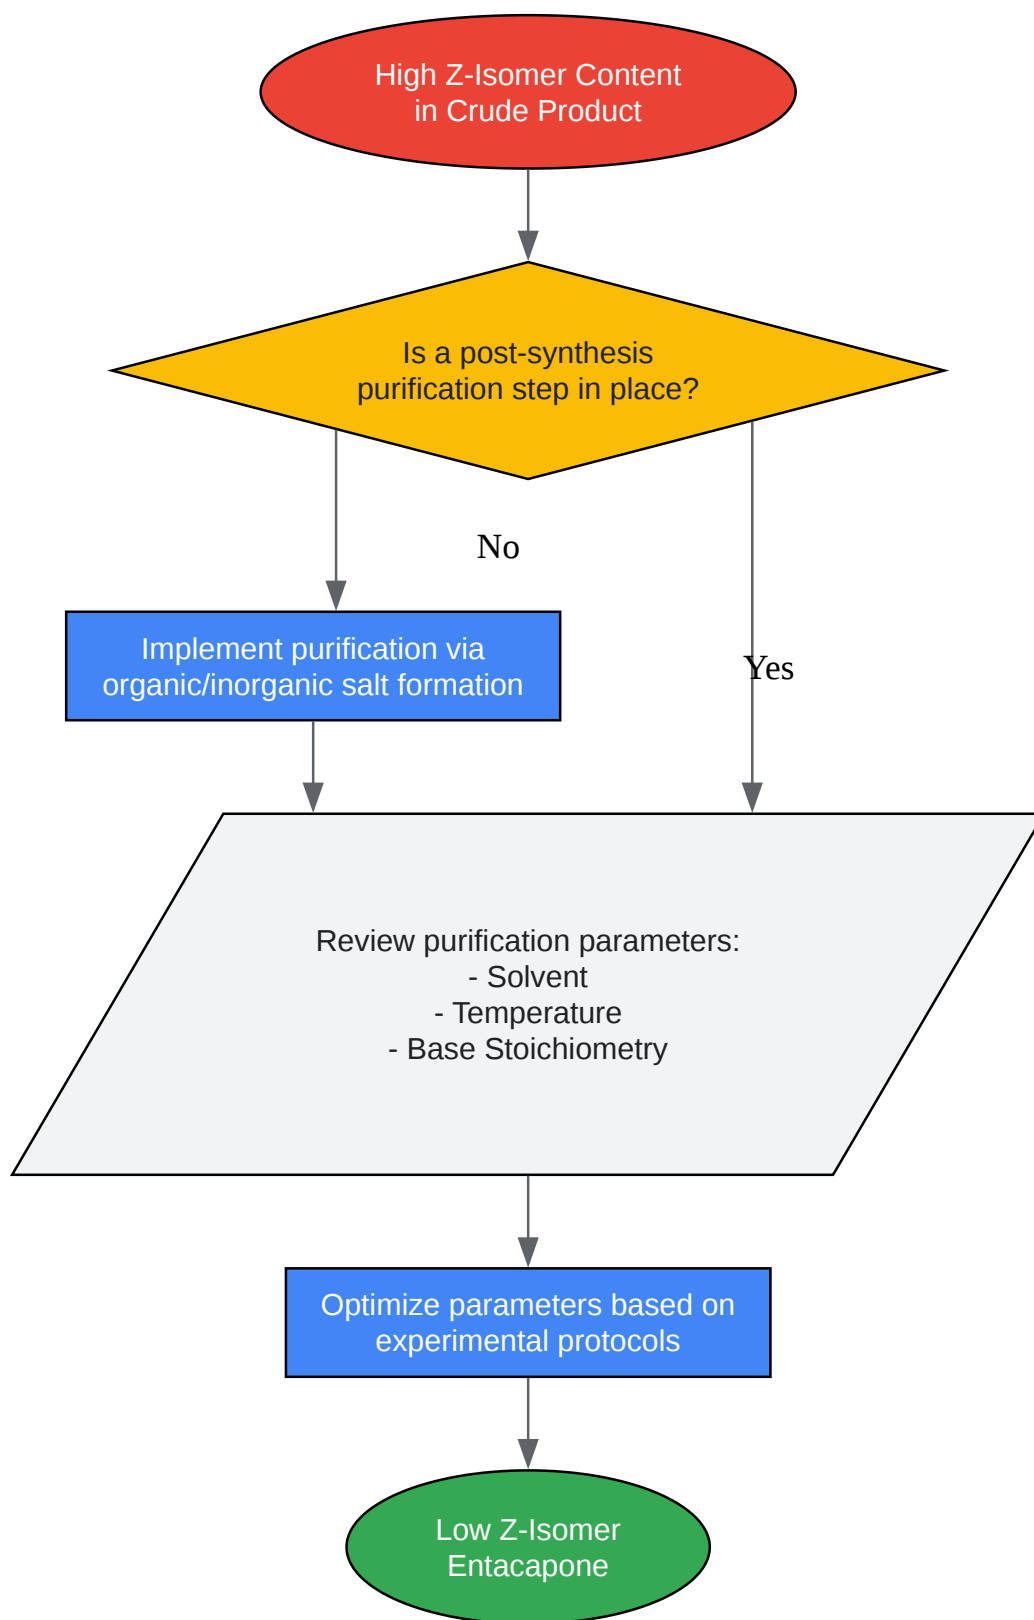 High Z-Isomer Content
in Crude Product
Is a post-synthesis
purification step in place?
No
Implement purification via
organic/inorganic salt formation
Yes
Review purification parameters:
- Solvent
- Temperature
- Base Stoichiometry
Optimize parameters based on
experimental protocols
Low Z-Isomer
Entacapone